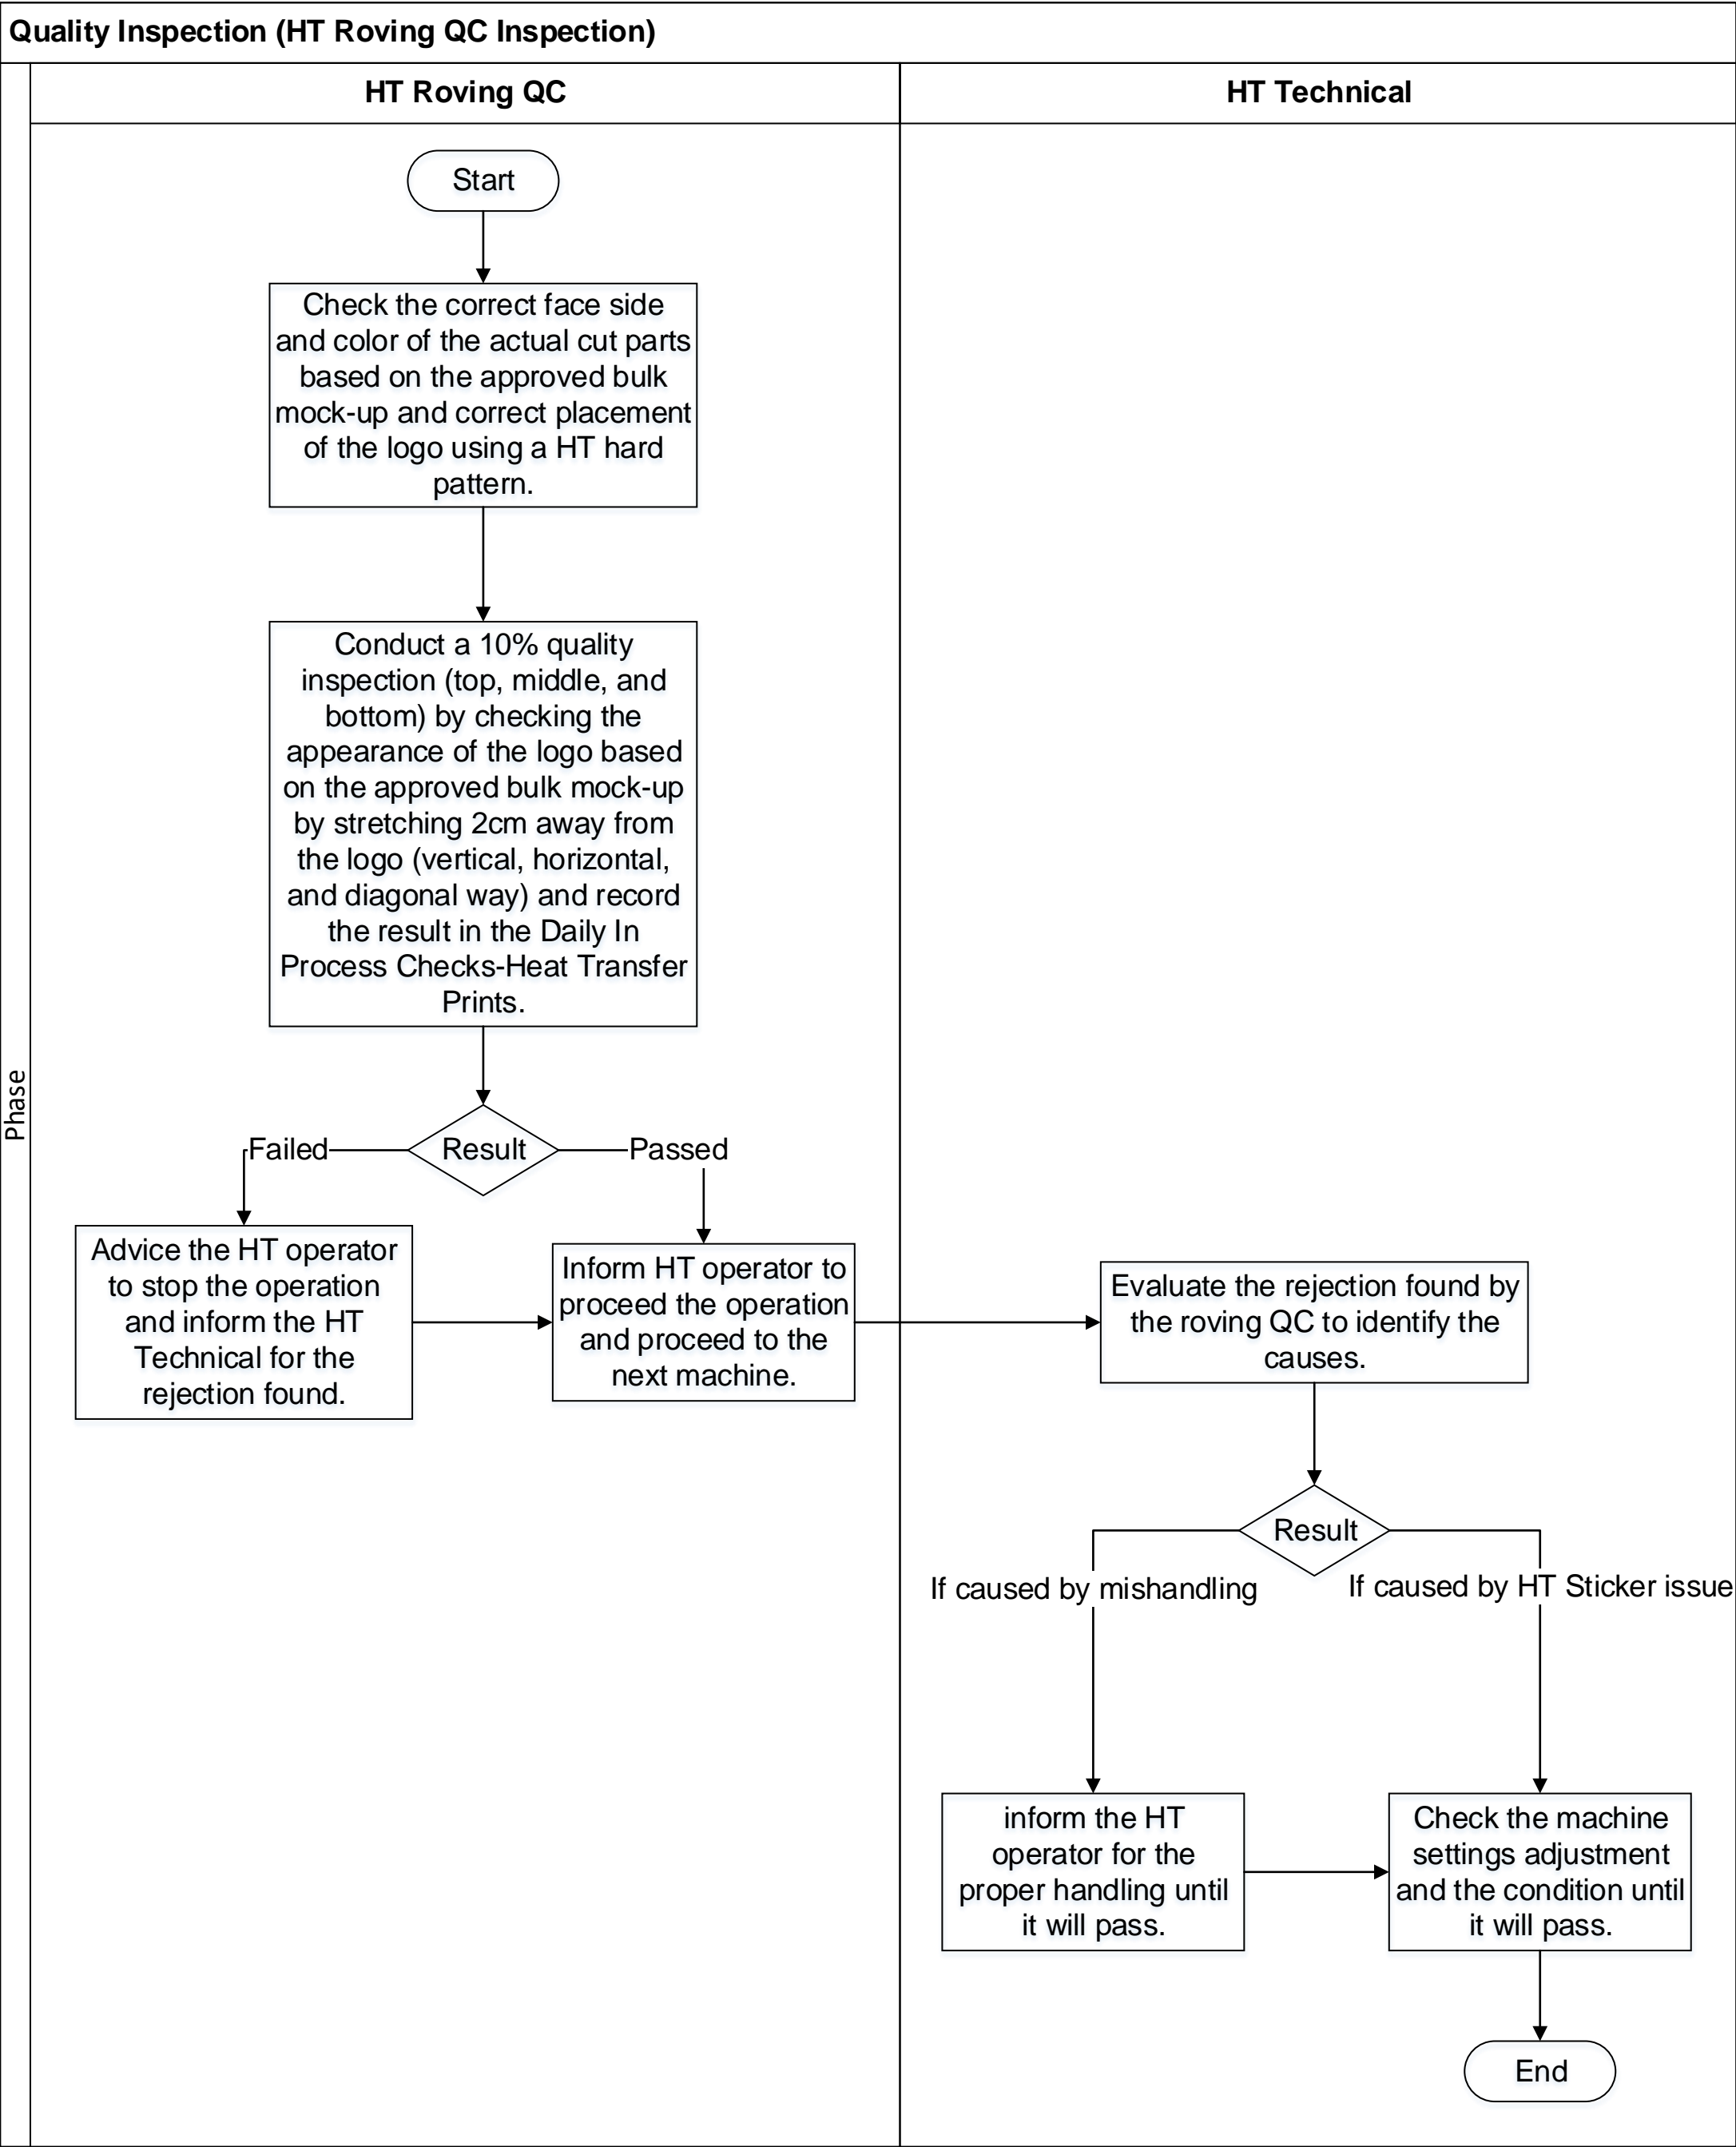 Quality Inspection (HT Roving QC Inspection)
HT Roving QC
HT Technical
Phase
Start
Check the correct face side
and color of the actual cut parts
based on the approved bulk
mock-up and correct placement
of the logo using a HT hard
pattern.
Conduct a 10% quality
inspection (top, middle, and
bottom) by checking the
appearance of the logo based
on the approved bulk mock-up
by stretching 2cm away from
the logo (vertical, horizontal,
and diagonal way) and record
the result in the Daily In
Process Checks-Heat Transfer
Prints.
Result
Failed
Passed
Advice the HT operator
to stop the operation
and inform the HT
Technical for the
rejection found.
Inform HT operator to
proceed the operation
and proceed to the
next machine.
Evaluate the rejection found by
the roving QC to identify the
causes.
Result
If caused by mishandling
If caused by HT Sticker issue
inform the HT
operator for the
proper handling until
it will pass.
Check the machine
settings adjustment
and the condition until
it will pass.
End